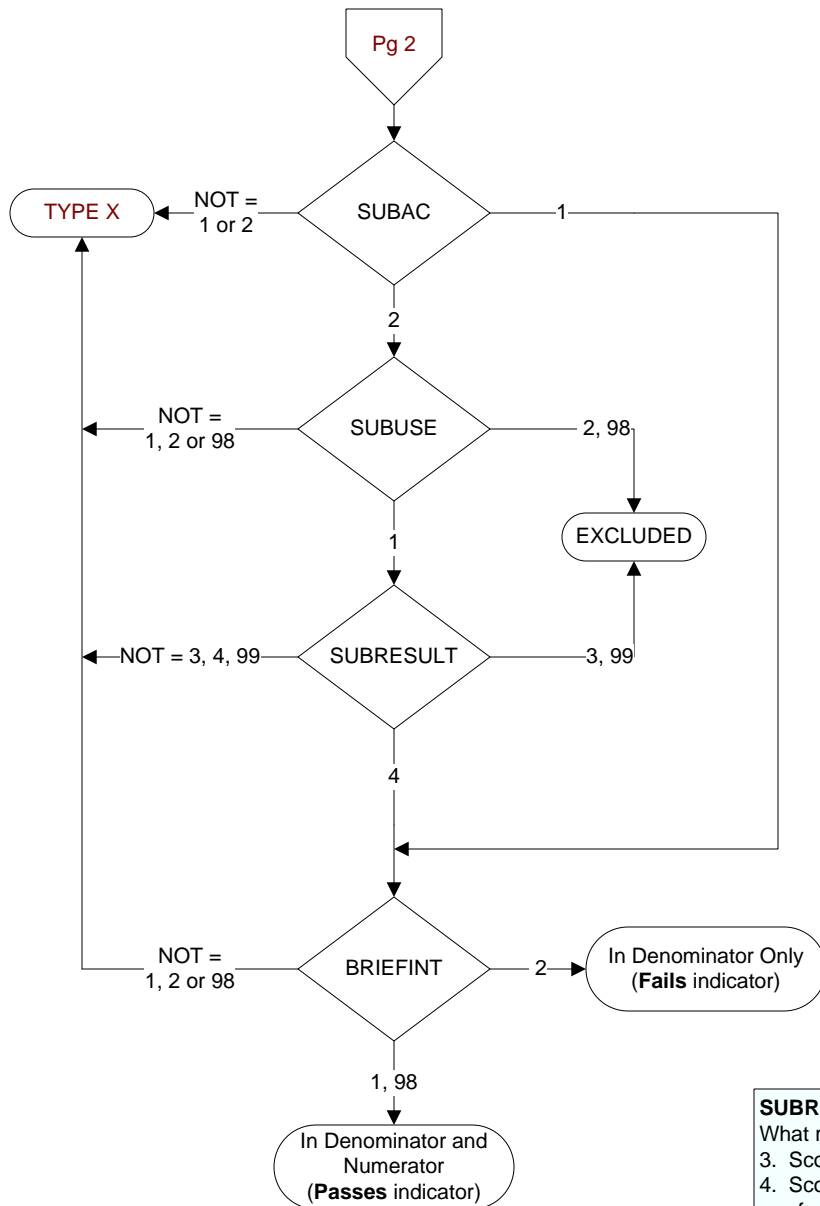 Pg 2
TYPE X
NOT =
1 or 2
SUBAC
1
2
NOT =
1, 2 or 98
SUBUSE
2, 98
EXCLUDED
1
NOT = 3, 4, 99
SUBRESULT
3, 99
4
NOT =
1, 2 or 98
BRIEFINT
2
In Denominator Only
(Fails indicator)
1, 98
In Denominator and
Numerator
(Passes indicator)
SUBR
What
3. Sco
4. Sco